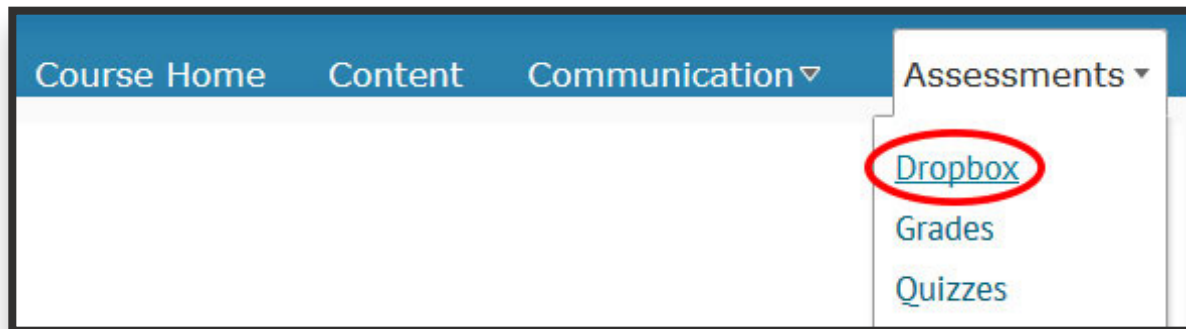 Course Home Content Communication Assessments
Dropbox
Grades
Quizzes